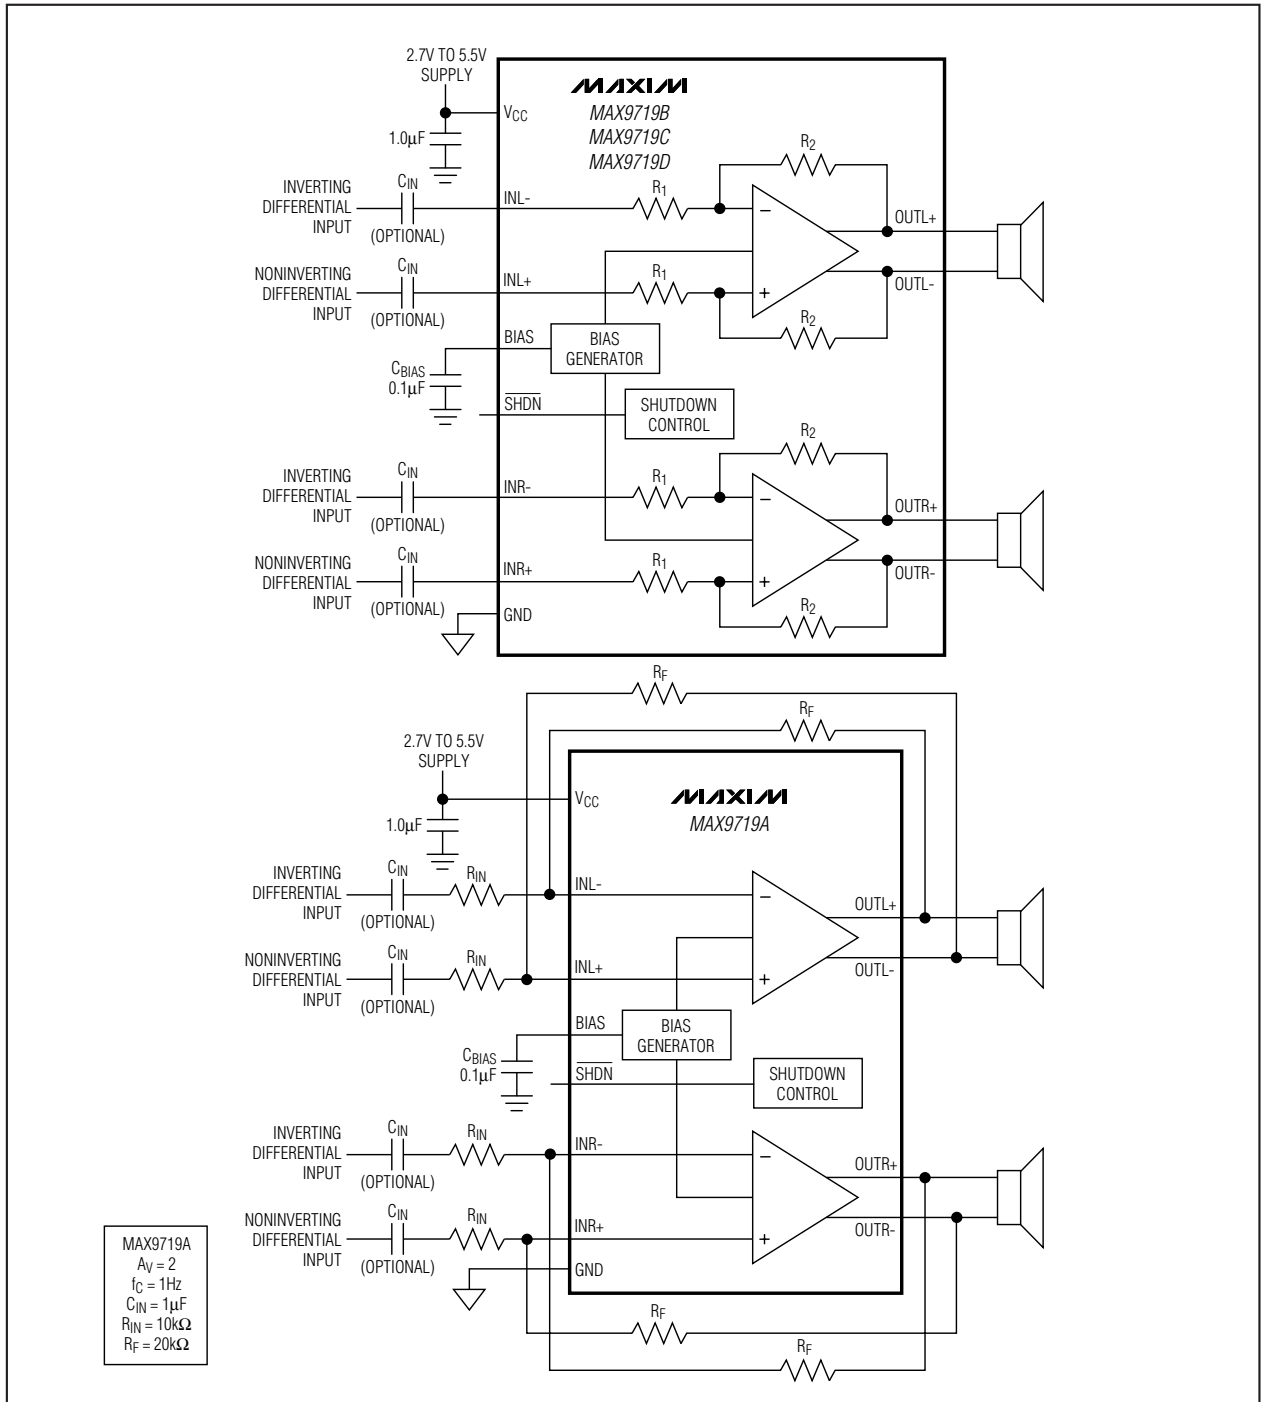 2.7V TO 5.5V
SUPPLY
MAXIM
MAX9719B
MAX9719C
MAX9719D
VCC
1.0µF
R2
INVERTING
DIFFERENTIAL
INPUT
CIN
(OPTIONAL)
INL-
R1
−
OUTL+
NONINVERTING
DIFFERENTIAL
INPUT
CIN
(OPTIONAL)
INL+
R1
+
OUTL-
R2
BIAS
BIAS
GENERATOR
CBIAS
0.1µF
SHDN
SHUTDOWN
CONTROL
R2
INVERTING
DIFFERENTIAL
INPUT
CIN
(OPTIONAL)
INR-
R1
−
OUTR+
NONINVERTING
DIFFERENTIAL
INPUT
CIN
(OPTIONAL)
INR+
R1
+
OUTR-
R2
GND
RF
RF
2.7V TO 5.5V
SUPPLY
MAXIM
MAX9719A
VCC
1.0µF
INVERTING
DIFFERENTIAL
INPUT
CIN
(OPTIONAL)
RIN
INL-
−
OUTL+
NONINVERTING
DIFFERENTIAL
INPUT
CIN
(OPTIONAL)
RIN
INL+
+
OUTL-
BIAS
BIAS
GENERATOR
CBIAS
0.1µF
SHDN
SHUTDOWN
CONTROL
INVERTING
DIFFERENTIAL
INPUT
CIN
(OPTIONAL)
RIN
INR-
−
OUTR+
NONINVERTING
DIFFERENTIAL
INPUT
CIN
(OPTIONAL)
RIN
INR+
+
OUTR-
GND
RF
RF
MAX9719A
AV = 2
fC = 1Hz
CIN = 1µF
RIN = 10kΩ
RF = 20kΩ